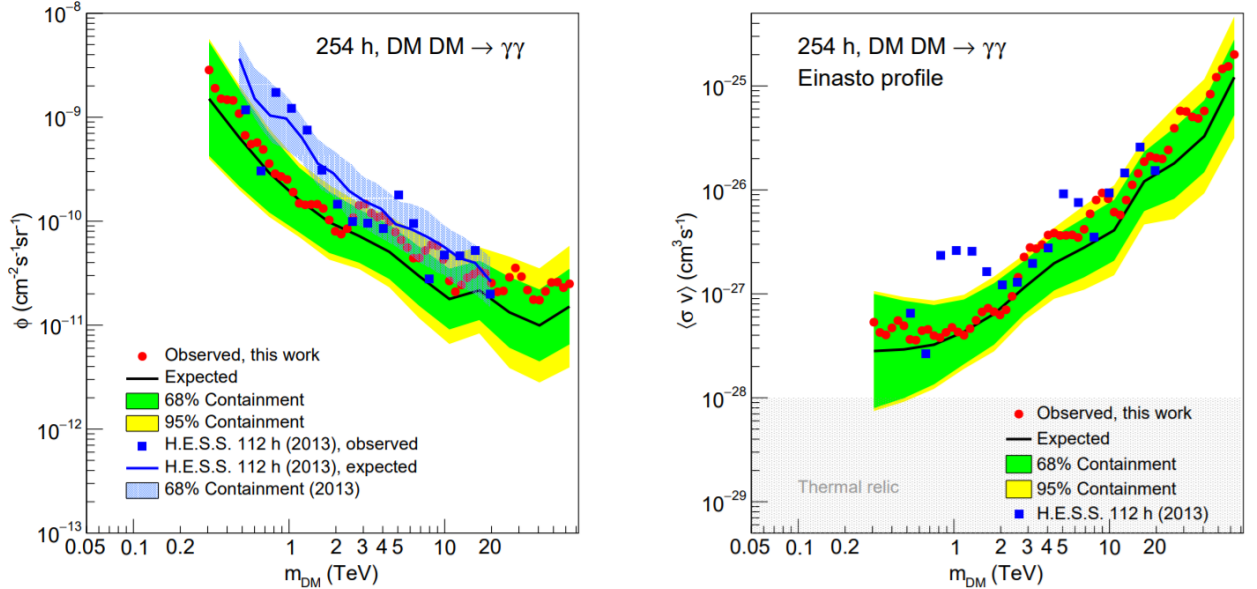 254 h, DM DM → γγ
ϕ (cm⁻²s⁻¹sr⁻¹)
10⁻⁸
10⁻⁹
10⁻¹⁰
10⁻¹¹
10⁻¹²
10⁻¹³
Observed, this work
Expected
68% Containment
95% Containment
H.E.S.S. 112 h (2013), observed
H.E.S.S. 112 h (2013), expected
68% Containment (2013)
0.05 0.1 0.2 1 2 3 4 5 10 20
m_DM (TeV)
254 h, DM DM → γγ
Einasto profile
⟨σ v⟩ (cm³s⁻¹)
10⁻²⁵
10⁻²⁶
10⁻²⁷
10⁻²⁸
10⁻²⁹
Observed, this work
Expected
68% Containment
95% Containment
H.E.S.S. 112 h (2013)
Thermal relic
0.05 0.1 0.2 1 2 3 4 5 10 20
m_DM (TeV)